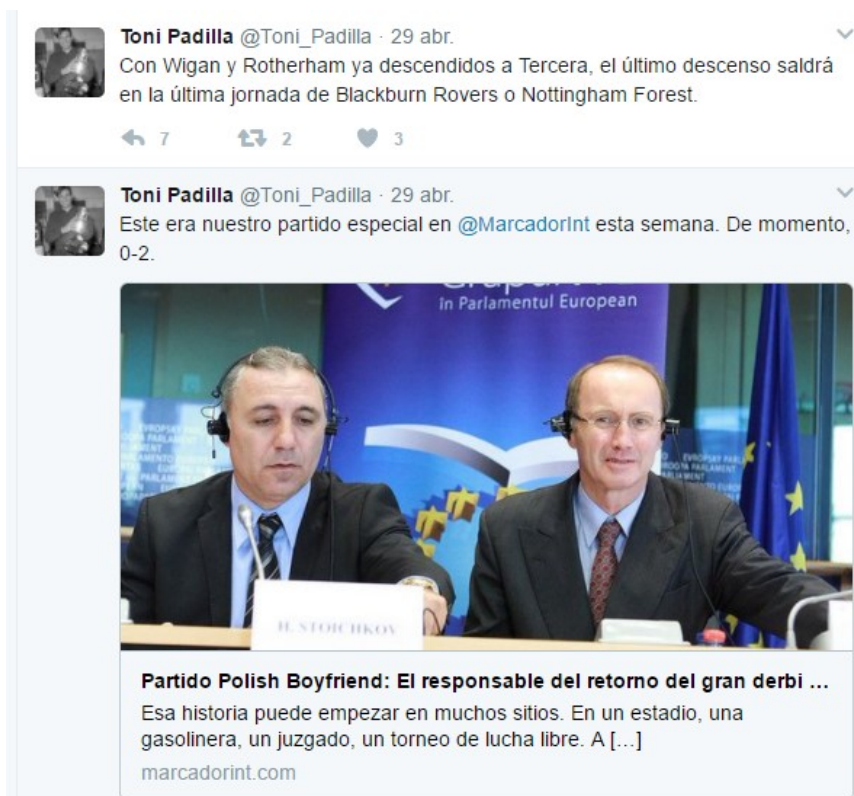 Toni Padilla @Toni_Padilla · 29 abr.
Con Wigan y Rotherham ya descendidos a Tercera, el último descenso saldrá
en la última jornada de Blackburn Rovers o Nottingham Forest.
7 2 3
Toni Padilla @Toni_Padilla · 29 abr.
Este era nuestro partido especial en @MarcadorInt esta semana. De momento,
0-2.
în Parlamentul European
H. STOICHKOV
Partido Polish Boyfriend: El responsable del retorno del gran derbi ...
Esa historia puede empezar en muchos sitios. En un estadio, una
gasolinera, un juzgado, un torneo de lucha libre. A [...]
marcadorint.com